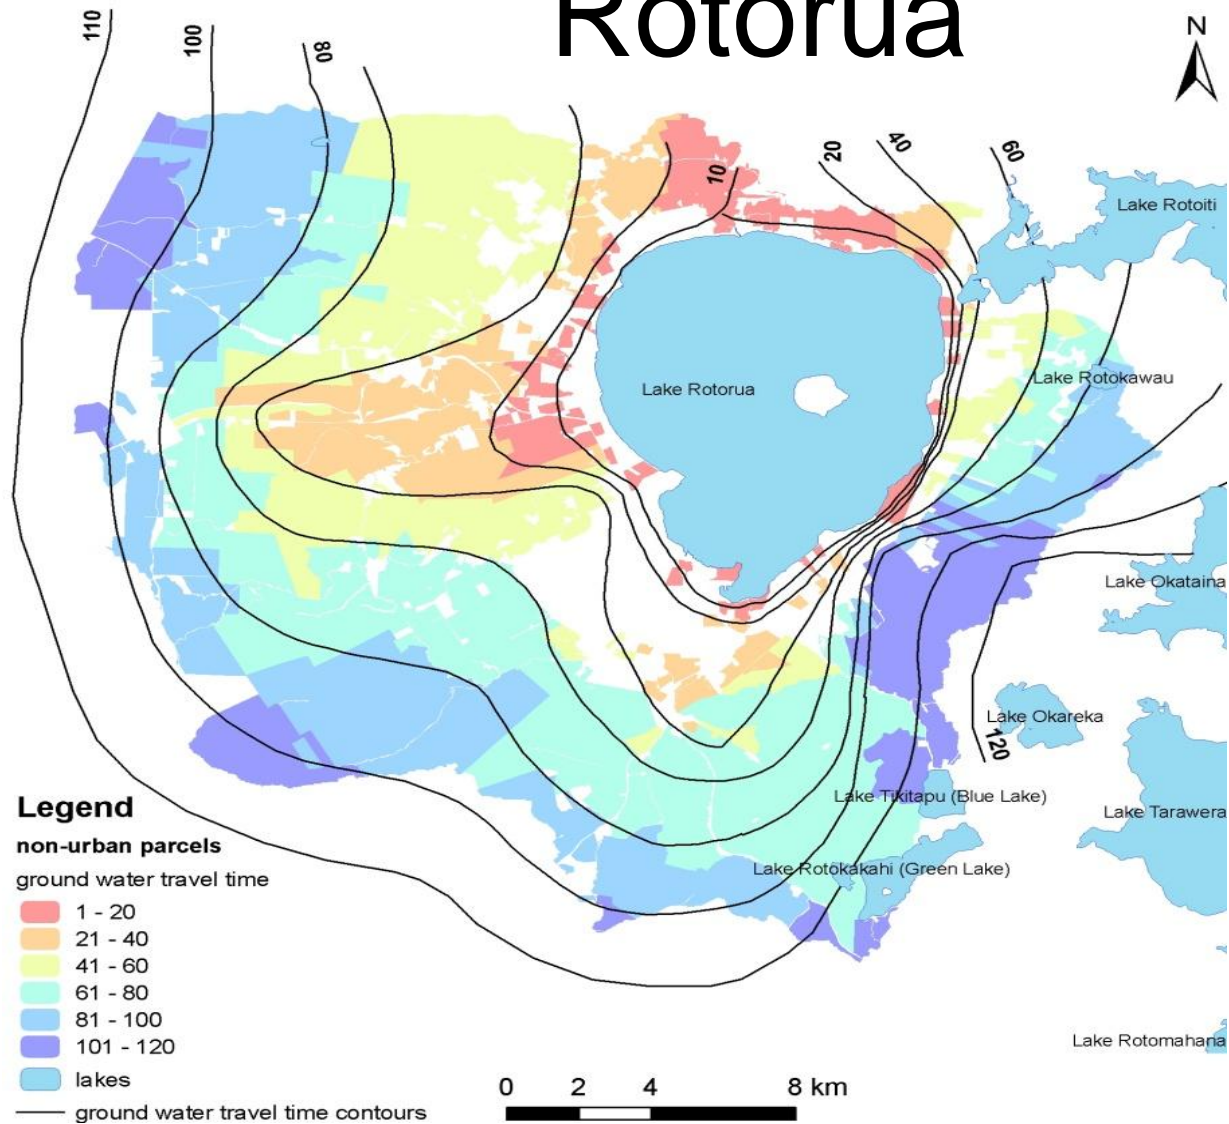 Rotorua
N
110
100
80
10
20
40
60
Lake Rotoiti
Lake Rotorua
Lake Rotokawau
Lake Okataina
Lake Okareka
120
Lake Tikitapu (Blue Lake)
Lake Tarawera
Lake Rotokakahi (Green Lake)
Lake Rotomahana
Legend
non-urban parcels
ground water travel time
1 - 20
21 - 40
41 - 60
61 - 80
81 - 100
101 - 120
lakes
ground water travel time contours
0 2 4 8 km